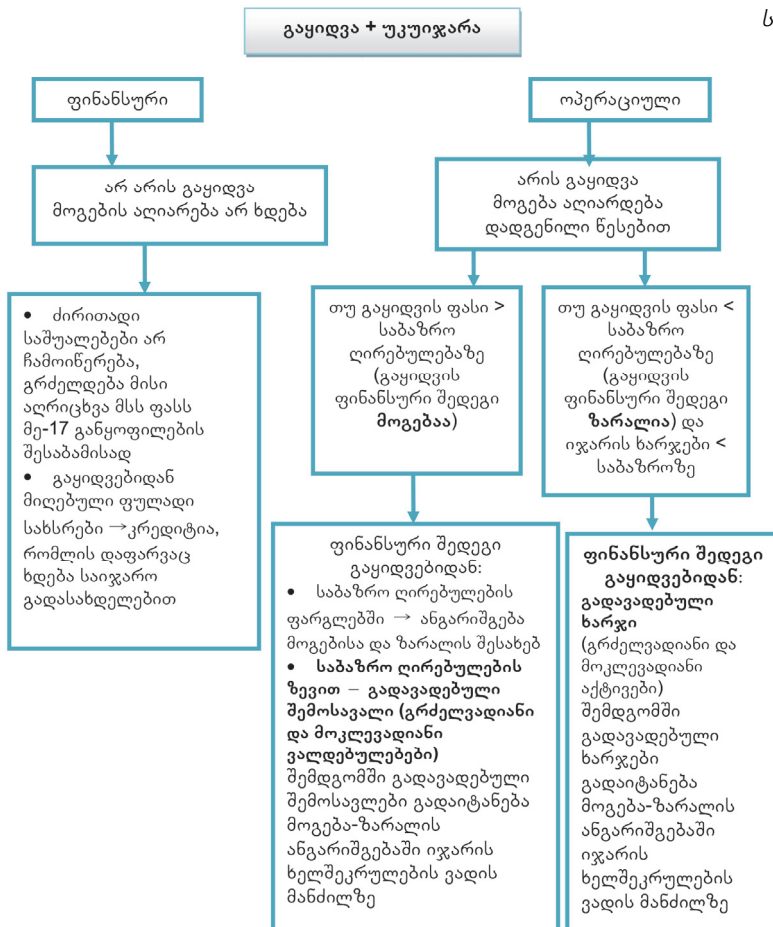 გაყიდვა + უკუიჯარა
ფინანსური
არ არის გაყიდვა
მოგების აღიარება არ ხდება
• ძირითადი
საშუალებები არ
ჩამოიწერება,
გრძელდება მისი
აღრიცხვა მსს ფასს
მე-17 განყოფილების
შესაბამისად
• გაყიდვებიდან
მიღებული ფულადი
სახსრები →კრედიტია,
რომლის დაფარვაც
ხდება საიჯარო
გადასახდელებით
ოპერაციული
არის გაყიდვა
მოგება აღიარდება
დადგენილი წესებით
თუ გაყიდვის ფასი >
საბაზრო
ღირებულებაზე
(გაყიდვის
ფინანსური შედეგი
მოგებაა)
ფინანსური შედეგი
გაყიდვებიდან:
• საბაზრო ღირებულების
ფარგლებში → ანგარიშგება
მოგებისა და ზარალის შესახებ
• საბაზრო ღირებულების
ზევით – გადავადებული
შემოსავალი (გრძელვადიანი
და მოკლევადიანი
ვალდებულებები)
შემდგომში გადავადებული
შემოსავლები გადაიტანება
მოგება-ზარალის
ანგარიშგებაში იჯარის
ხელშეკრულების ვადის
მანძილზე
თუ გაყიდვის ფასი <
საბაზრო
ღირებულებაზე
(გაყიდვის
ფინანსური შედეგი
ზარალია) და
იჯარის ხარჯები <
საბაზროზე
ფინანსური შედეგი
გაყიდვებიდან:
გადავადებული
ხარჯი
(გრძელვადიანი და
მოკლევადიანი
აქტივები)
შემდგომში
გადავადებული
ხარჯები
გადაიტანება
მოგება-ზარალის
ანგარიშგებაში
იჯარის
ხელშეკრულების
ვადის მანძილზე